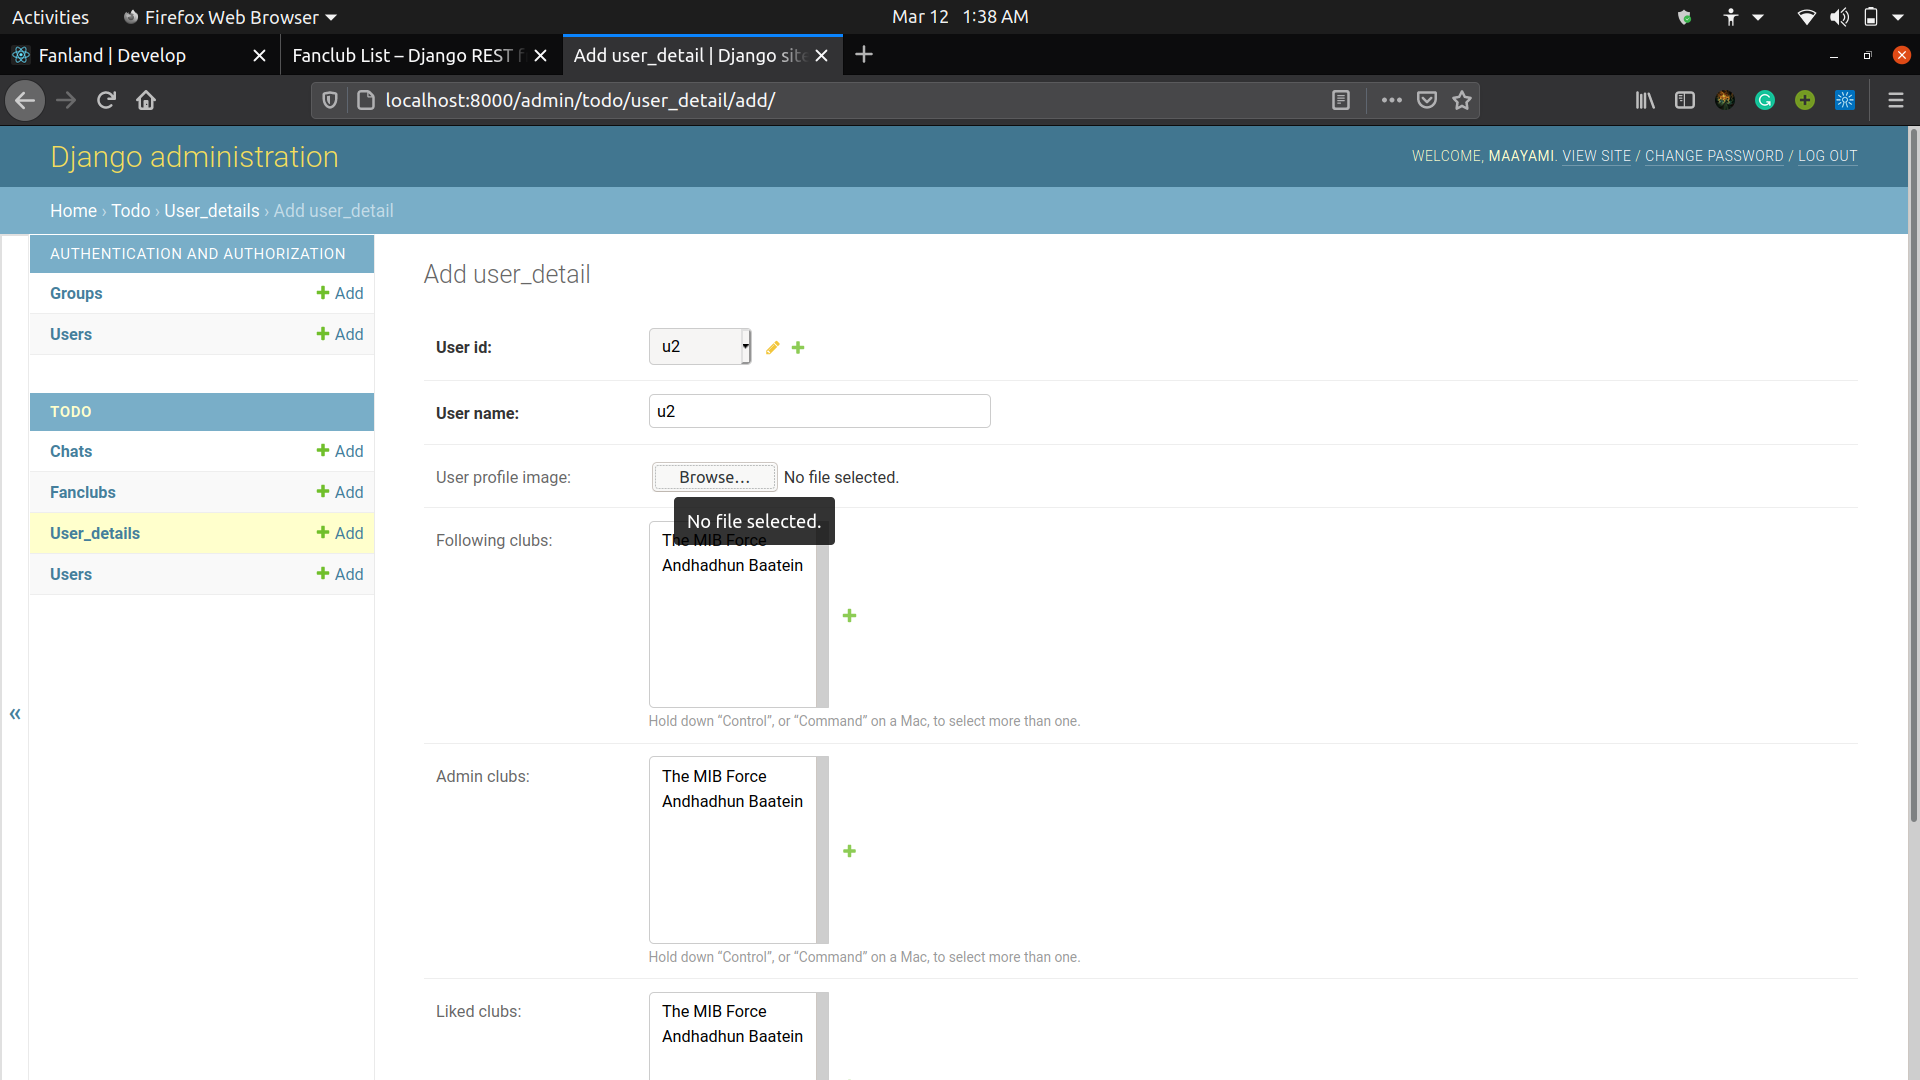 Activities
Firefox Web Browser
Mar 12 1:38 AM
Fanland | Develop
Fanclub List – Django REST f
Add user_detail | Django site
localhost:8000/admin/todo/user_detail/add/
Django administration
WELCOME, MAAYAMI. VIEW SITE / CHANGE PASSWORD / LOG OUT
Home › Todo › User_details › Add user_detail
AUTHENTICATION AND AUTHORIZATION
Groups
Add
Users
Add
TODO
Chats
Add
Fanclubs
Add
User_details
Add
Users
Add
«
Add user_detail
User id:
u2
User name:
u2
User profile image:
Browse...
No file selected.
No file selected.
Following clubs:
The MIB Force
Andhadhun Baatein
Hold down “Control”, or “Command” on a Mac, to select more than one.
Admin clubs:
The MIB Force
Andhadhun Baatein
Hold down “Control”, or “Command” on a Mac, to select more than one.
Liked clubs:
The MIB Force
Andhadhun Baatein